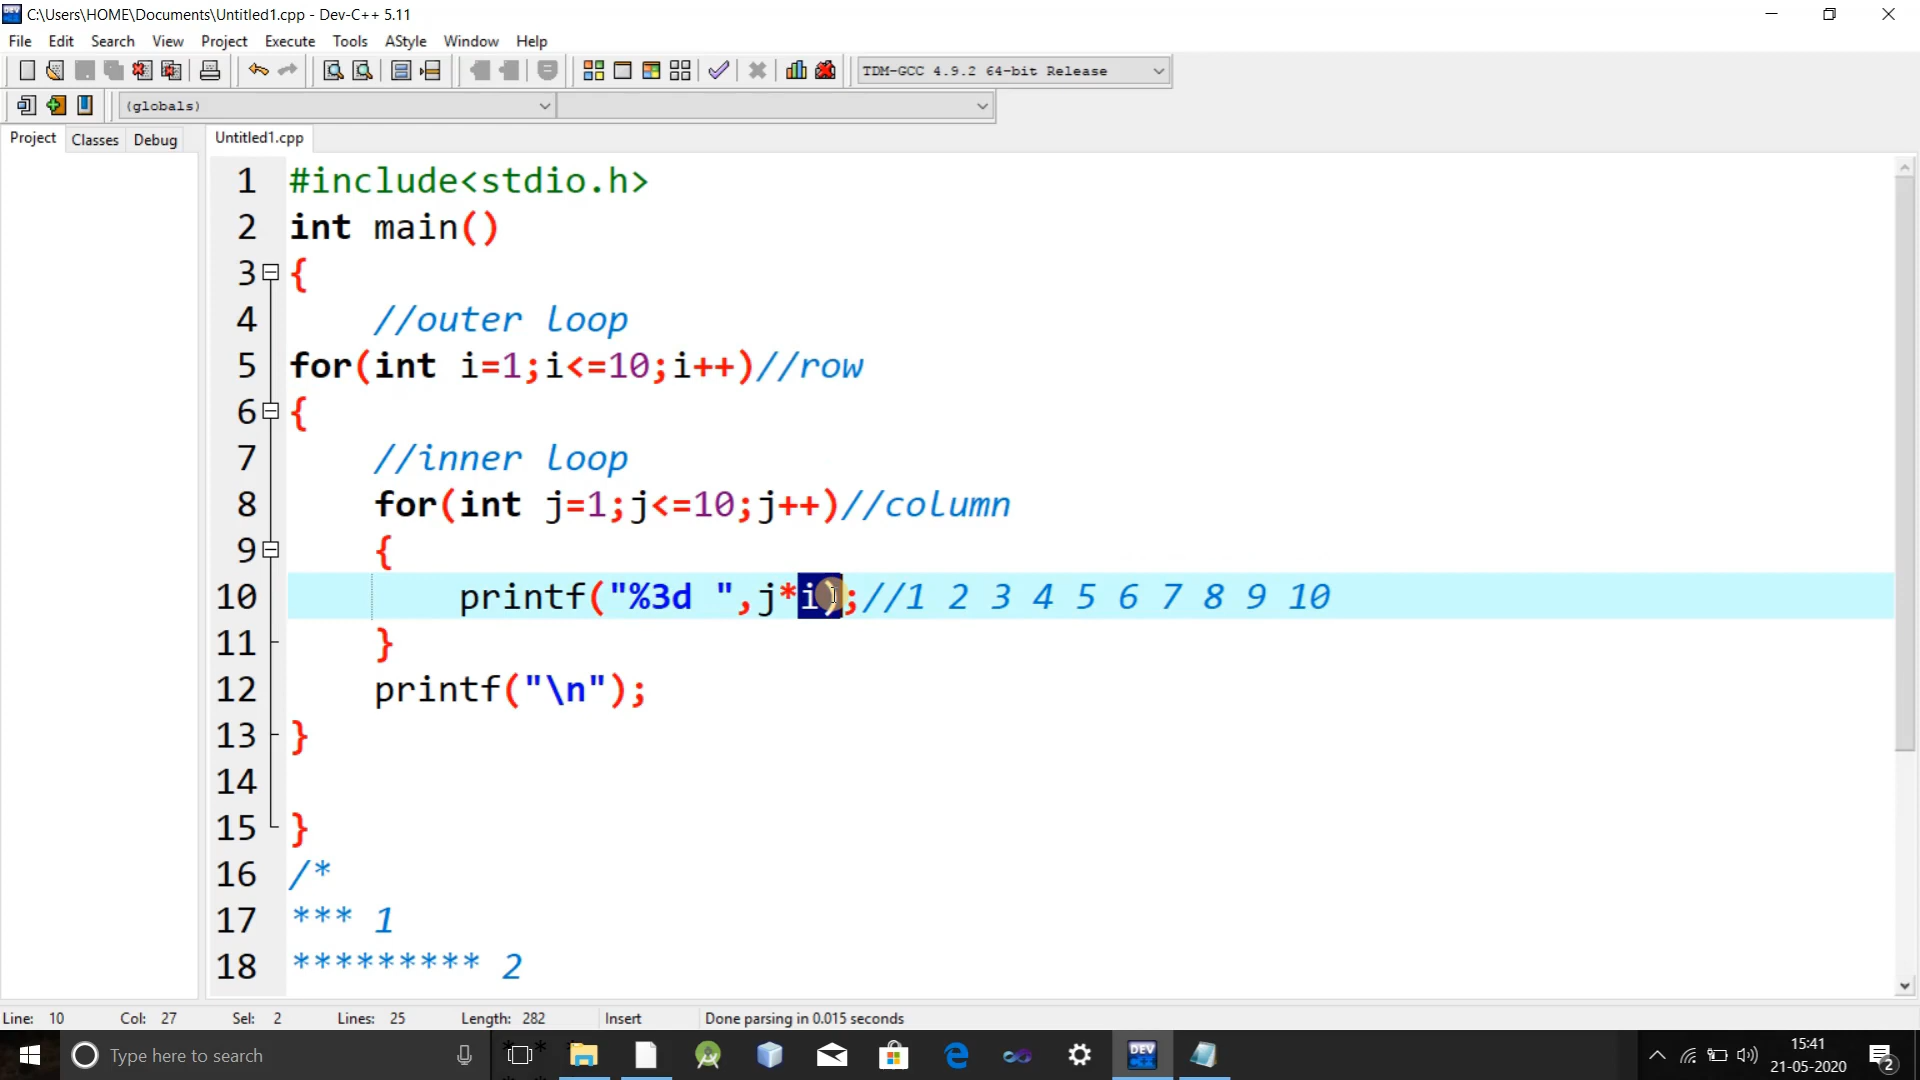 C:\Users\HOME\Documents\Untitled1.cpp - Dev-C++ 5.11
File Edit Search View Project Execute Tools AStyle Window Help
TDM-GCC 4.9.2 64-bit Release
(globals)
Project Classes Debug Untitled1.cpp
1 #include<stdio.h>
2 int main()
3 {
4 //outer loop
5 for(int i=1;i<=10;i++)//row
6 {
7 //inner loop
8 for(int j=1;j<=10;j++)//column
9 {
10 printf("%3d ",j*i);//1 2 3 4 5 6 7 8 9 10
11 }
12 printf("\n");
13 }
14
15 }
16 /*
17 *** 1
18 ********* 2
Line: 10 Col: 27 Sel: 2 Lines: 25 Length: 282 Insert Done parsing in 0.015 seconds
Type here to search
DEV C++
15:41
21-05-2020
2